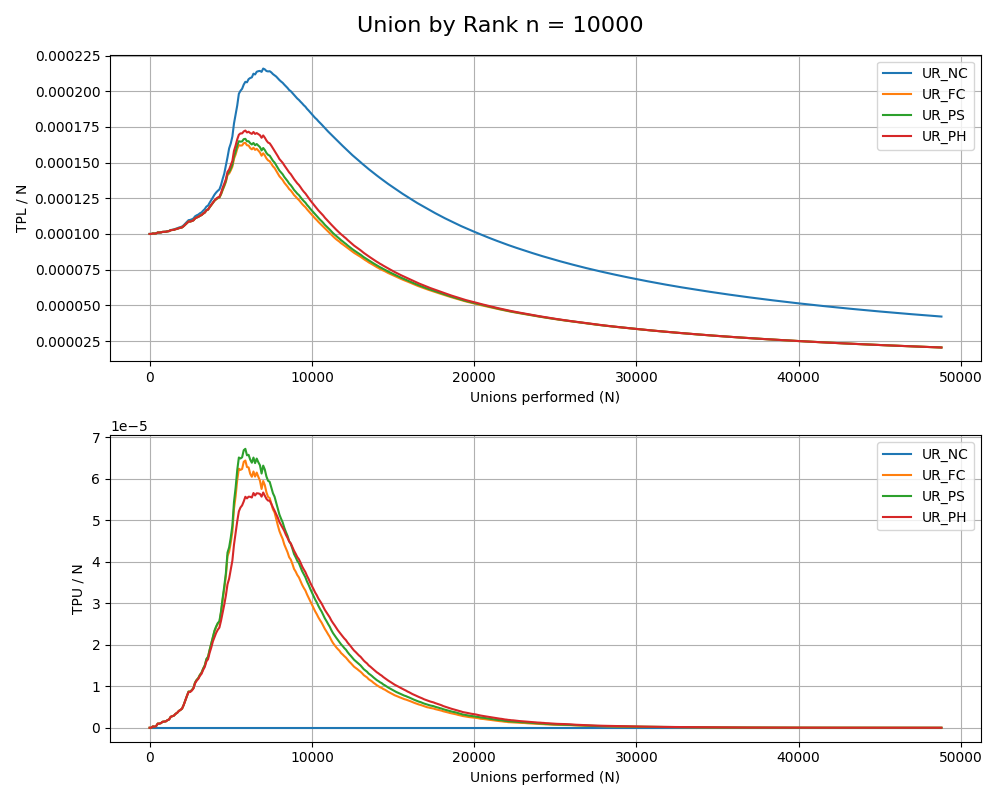 Union by Rank n = 10000
0.000225
0.000200
0.000175
0.000150
0.000125
0.000100
0.000075
0.000050
0.000025
TPL / N
UR_NC
UR_FC
UR_PS
UR_PH
0 10000 20000 30000 40000 50000
Unions performed (N)
1e−5
7
6
5
4
3
2
1
0
TPU / N
UR_NC
UR_FC
UR_PS
UR_PH
0 10000 20000 30000 40000 50000
Unions performed (N)